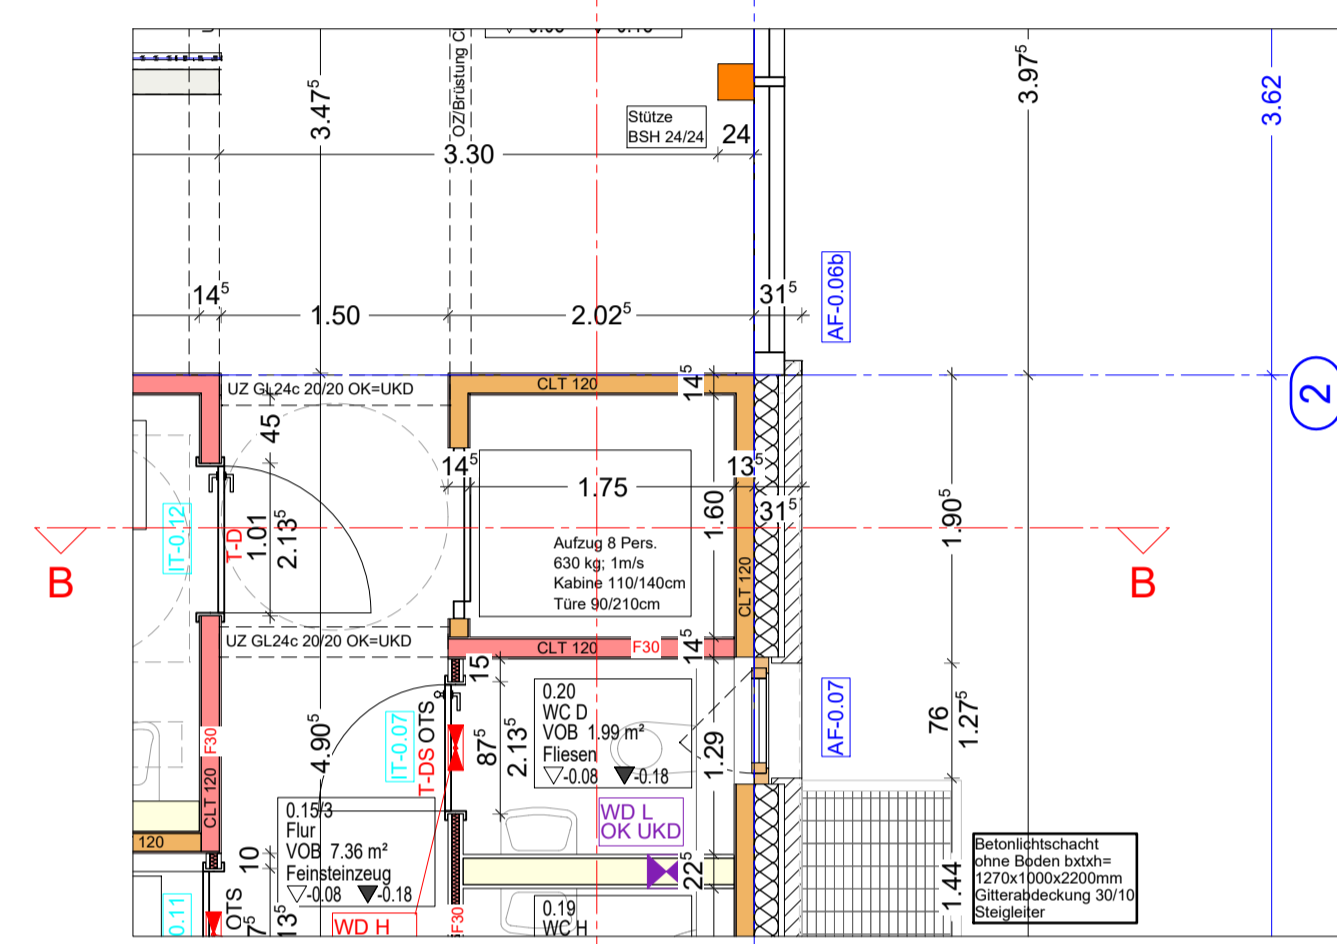 OZ/Brüstung
3.47⁵
3.97⁵
3.62
Stütze
BSH 24/24
24
3.30
14⁵
1.50
2.02⁵
31⁵
AF-0.06b
UZ GL24c 20/20 OK=UKD
CLT 120
14⁵
2
45
14⁵
1.75
13⁵
31⁵
1.60
1.90⁵
IT-0.12
T-D
1.01
2.13⁵
Aufzug 8 Pers.
630 kg; 1m/s
Kabine 110/140cm
Türe 90/210cm
CLT 120
B
B
UZ GL24c 20/20 OK=UKD
CLT 120
F30
14⁵
15
0.20
WC D
VOB 1.99 m²
Fliesen
-0.08
-0.18
IT-0.07
T-DS OTS
87⁵
2.13⁵
1.29
AF-0.07
76
1.27⁵
4.90⁵
F30
CLT 120
0.15/3
Flur
VOB 7.36 m²
Feinsteinzeug
-0.08
-0.18
WD L
OK UKD
120
10
22⁵
1.44
Betonlichtschacht
ohne Boden bxtxh=
1270x1000x2200mm
Gitterabdeckung 30/10
Steigleiter
0.11
OTS
7⁵
13⁵
WD H
F30
0.19
WC H